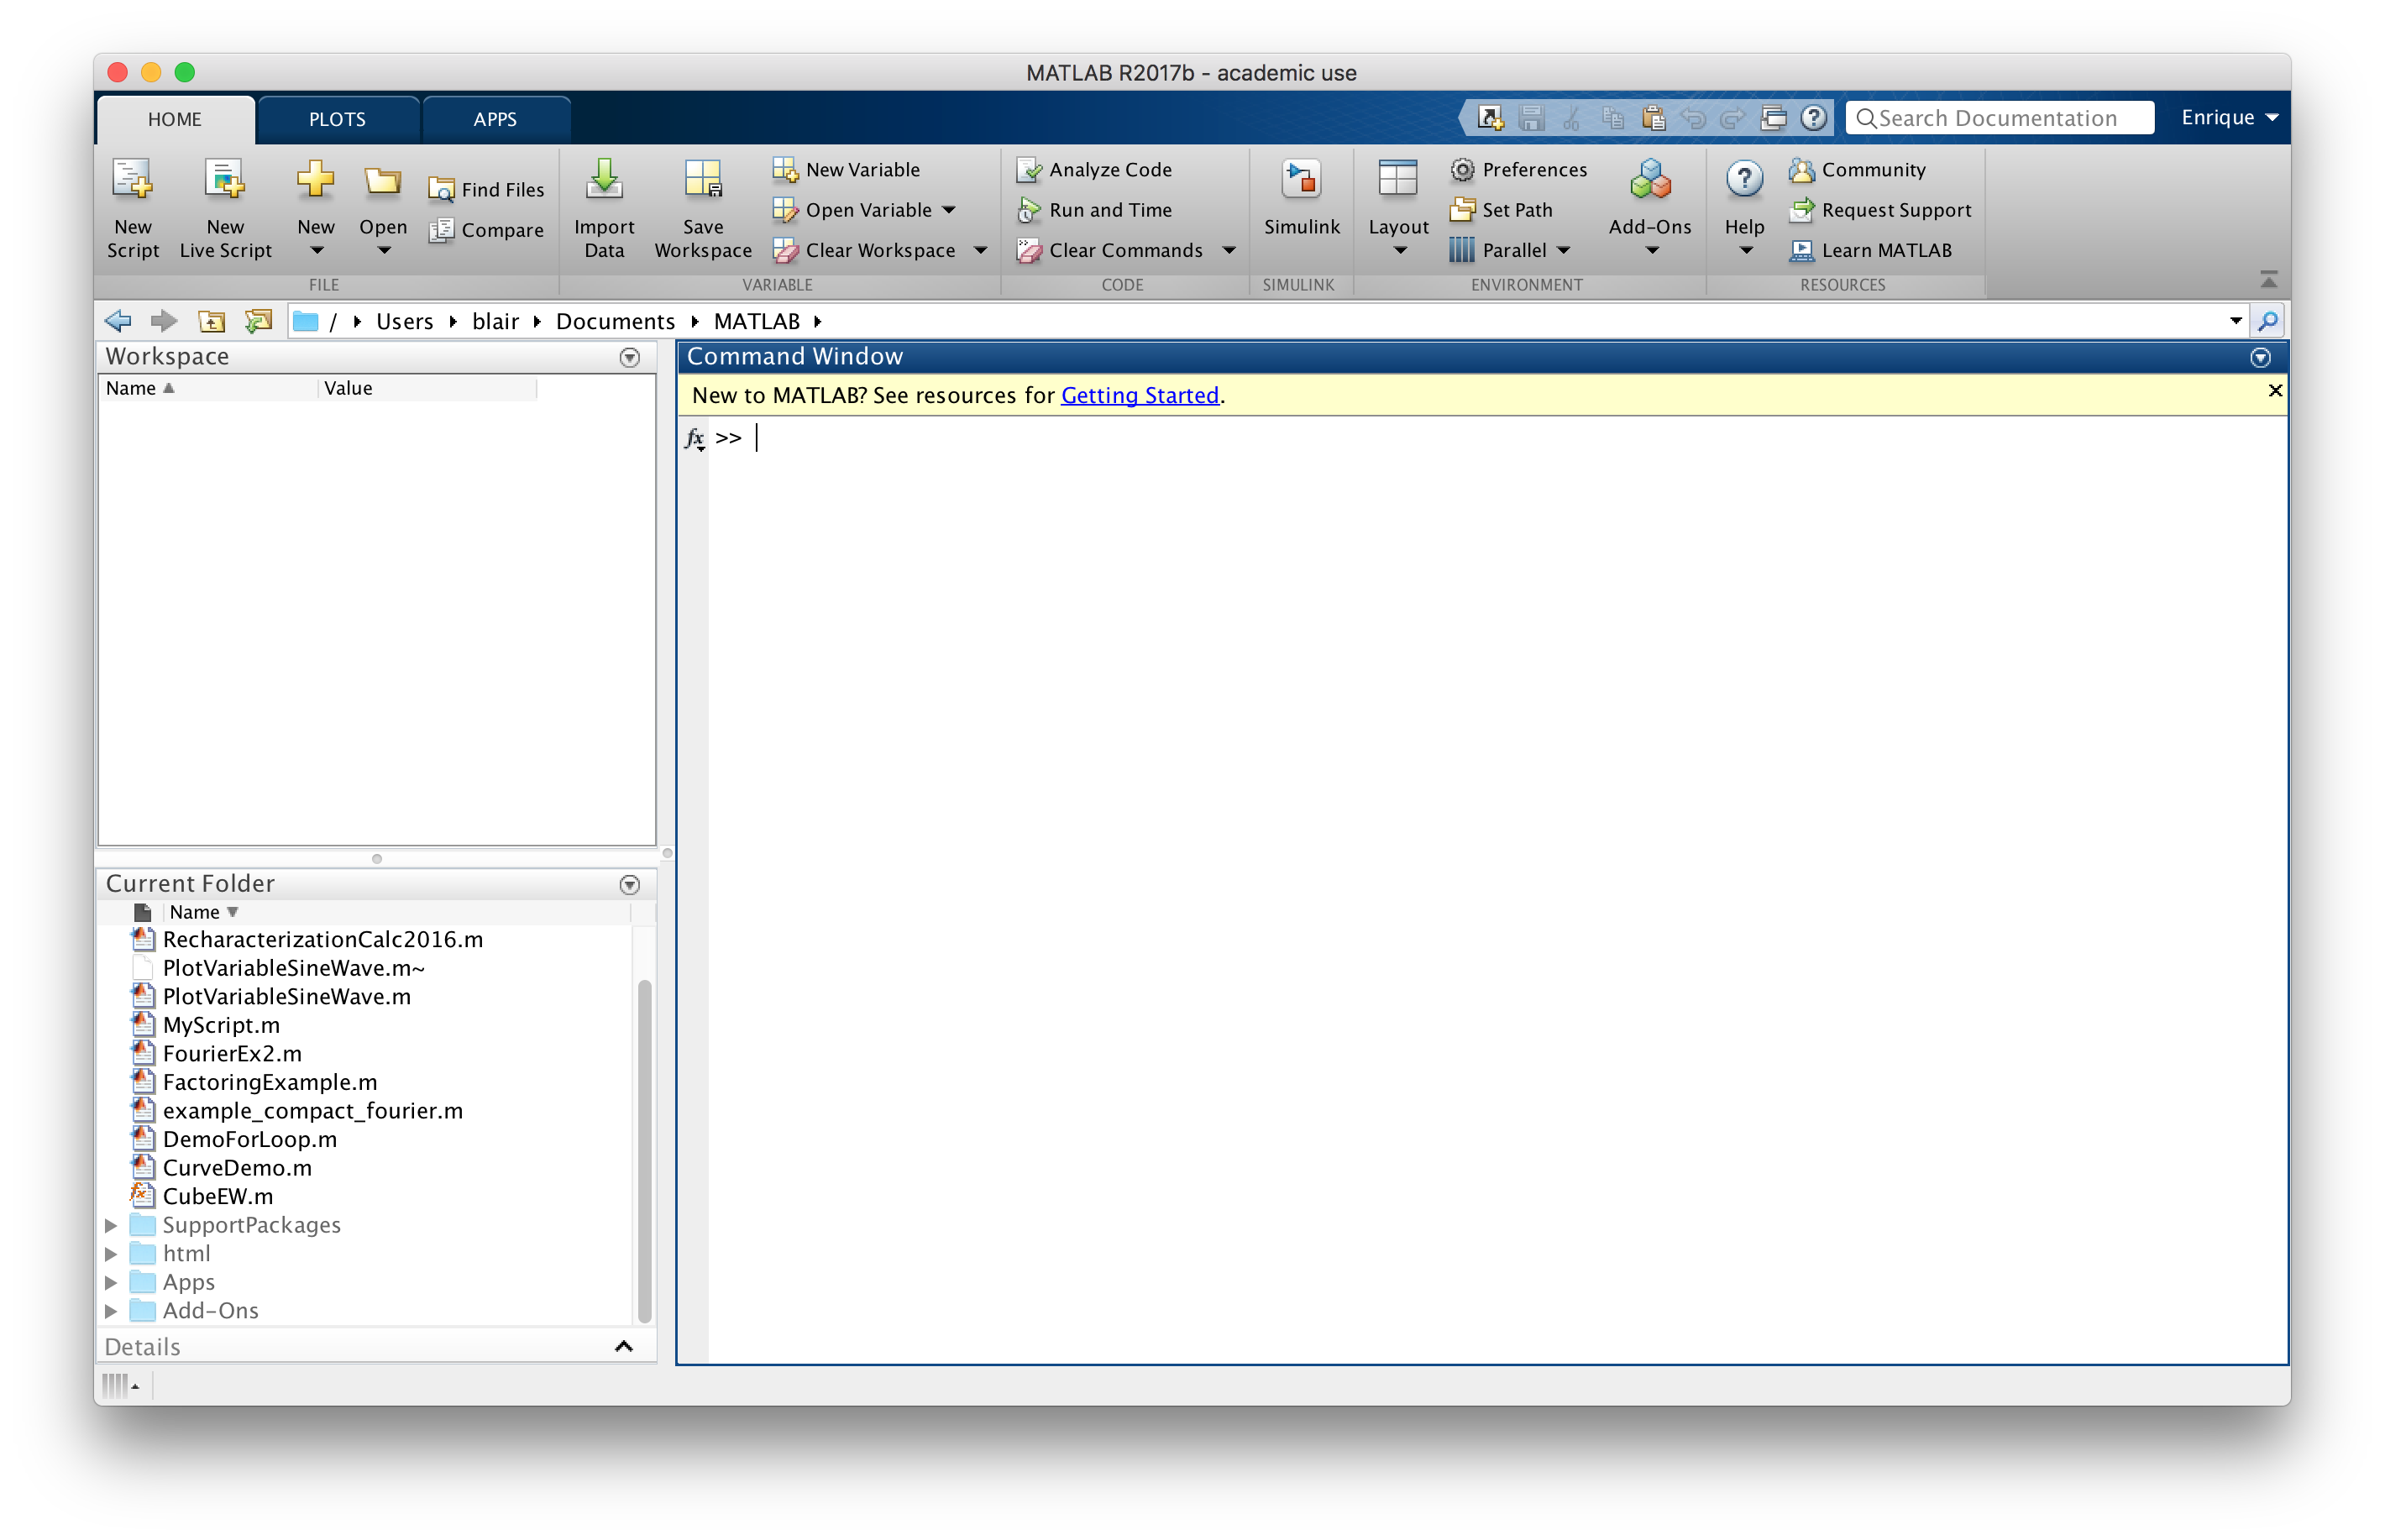 MATLAB R2017b - academic use
HOME PLOTS APPS Search Documentation Enrique
New Script
New Live Script
New
Open
Find Files
Compare
FILE
Import Data
Save Workspace
New Variable
Open Variable
Clear Workspace
VARIABLE
Analyze Code
Run and Time
Clear Commands
CODE
Simulink
SIMULINK
Layout
Preferences
Set Path
Parallel
Add-Ons
ENVIRONMENT
Help
Community
Request Support
Learn MATLAB
RESOURCES
/ Users blair Documents MATLAB
Workspace
Name Value
Current Folder
Name
RecharacterizationCalc2016.m
PlotVariableSineWave.m~
PlotVariableSineWave.m
MyScript.m
FourierEx2.m
FactoringExample.m
example_compact_fourier.m
DemoForLoop.m
CurveDemo.m
CubeEW.m
SupportPackages
html
Apps
Add-Ons
Details
Command Window
New to MATLAB? See resources for Getting Started.
fx >>